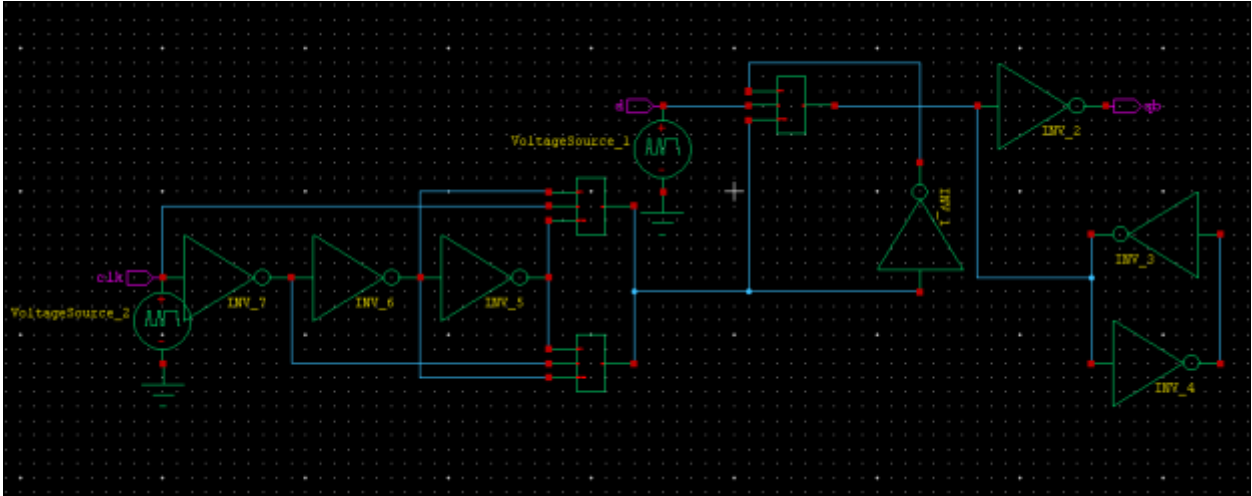 d
qb
INV_2
VoltageSource_1
INV_1
INV_3
clk
INV_7
INV_6
INV_5
VoltageSource_2
INV_4